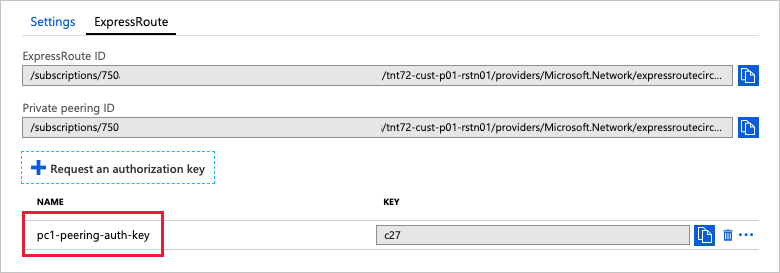 Settings ExpressRoute
ExpressRoute ID
/subscriptions/750 /tnt72-cust-p01-rstn01/providers/Microsoft.Network/expressroutecirc...
Private peering ID
/subscriptions/750 /tnt72-cust-p01-rstn01/providers/Microsoft.Network/expressroutecirc...
Request an authorization key
NAME KEY
pc1-peering-auth-key c27